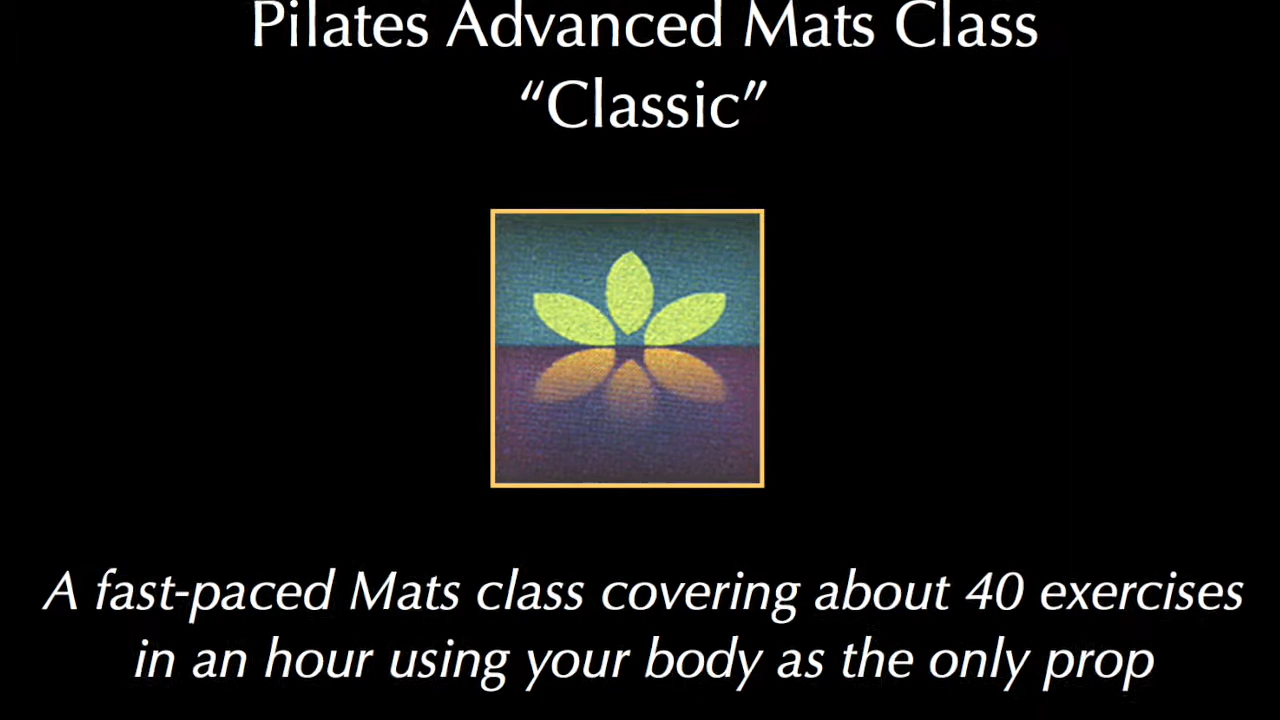 Pilates Advanced Mats Class
“Classic”
A fast-paced Mats class covering about 40 exercises
in an hour using your body as the only prop